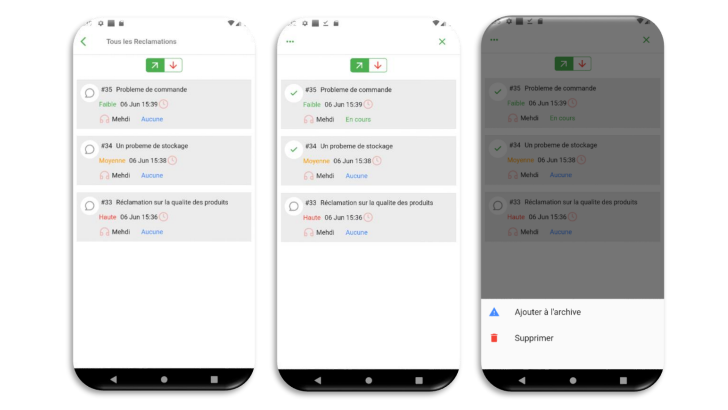 Tous les Reclamations
#35 Probleme de commande
Faible 06 Jun 15:39
Mehdi Aucune
#34 Un probeme de stockage
Moyenne 06 Jun 15:38
Mehdi Aucune
#33 Réclamation sur la qualite des produits
Haute 06 Jun 15:36
Mehdi Aucune
...
#35 Probleme de commande
Faible 06 Jun 15:39
Mehdi En cours
#34 Un probeme de stockage
Moyenne 06 Jun 15:38
Mehdi Aucune
#33 Réclamation sur la qualite des produits
Haute 06 Jun 15:36
Mehdi Aucune
...
#35 Probleme de commande
Faible 06 Jun 15:39
Mehdi En cours
#34 Un probeme de stockage
Moyenne 06 Jun 15:38
Mehdi Aucune
#33 Réclamation sur la qualite des produits
Haute 06 Jun 15:36
Mehdi Aucune
Ajouter à l'archive
Supprimer